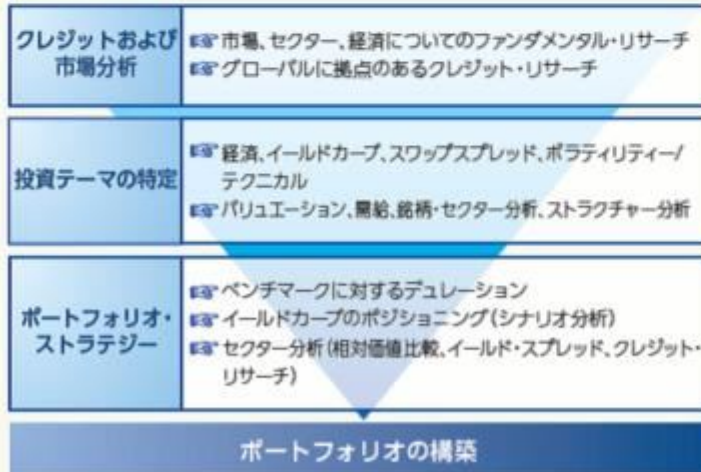 クレジットおよび
市場分析
☞市場、セクター、経済についてのファンダメンタル・リサーチ
☞グローバルに拠点のあるクレジット・リサーチ
投資テーマの特定
☞経済、イールドカーブ、スワップスプレッド、ボラティリティー/
テクニカル
☞バリュエーション、需給、銘柄・セクター分析、ストラクチャー分析
ポートフォリオ・
ストラテジー
☞ベンチマークに対するデュレーション
☞イールドカーブのポジショニング(シナリオ分析)
☞セクター分析(相対価値比較、イールド・スプレッド、クレジット・
リサーチ)
ポートフォリオの構築